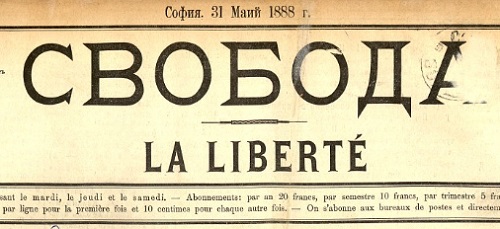 София. 31 Маий 1888 г.
СВОБОДА
LA LIBERTÉ
le mardi, le jeudi et le samedi. — Abonnements: par an 20 francs, par semestre 10 francs, par trimestre 5
par ligne pour la première fois et 10 centimes pour chaque autre fois. — On s'abonne aux bureaux de postes et